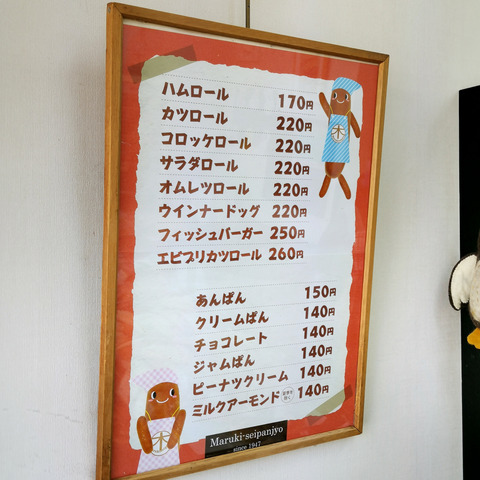 ハムロール 170円
カツロール 220円
コロッケロール 220円
サラダロール 220円
オムレツロール 220円
ウインナードッグ 220円
フィッシュバーガー 250円
エビプリカツロール 260円
あんぱん 150円
クリームぱん 140円
チョコレート 140円
ジャムぱん 140円
ピーナツクリーム 140円
ミルクアーモンド 140円
木
木
Maruki-seipanjyo
since 1947